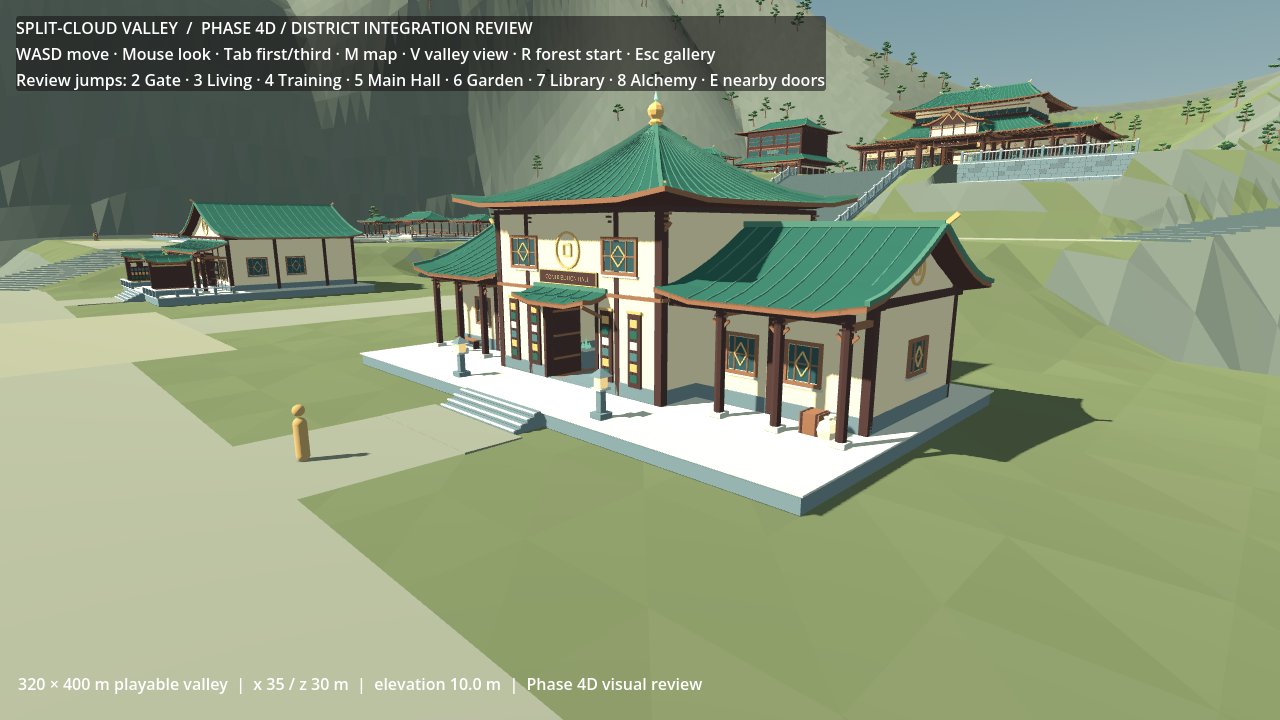 SPLIT-CLOUD VALLEY / PHASE 4D / DISTRICT INTEGRATION REVIEW
WASD move · Mouse look · Tab first/third · M map · V valley view · R forest start · Esc gallery
Review jumps: 2 Gate · 3 Living · 4 Training · 5 Main Hall · 6 Garden · 7 Library · 8 Alchemy · E nearby doors
CONTRIBUTION HALL
320 × 400 m playable valley | x 35 / z 30 m | elevation 10.0 m | Phase 4D visual review